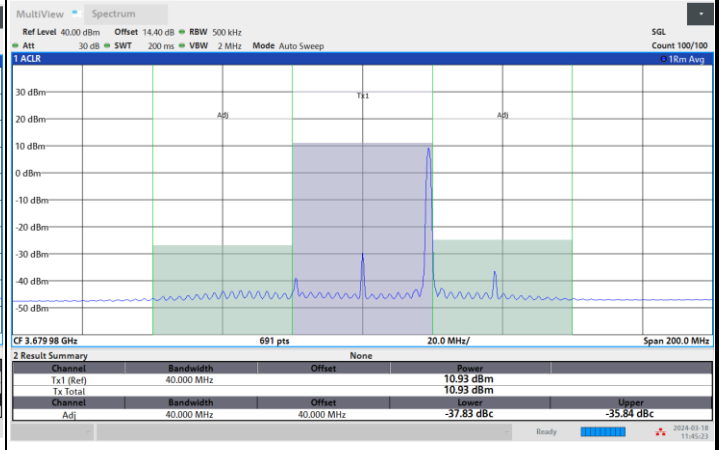 MultiView Spectrum
Ref Level 40.00 dBm Offset 14.40 dB RBW 500 kHz SGL
Att 30 dB SWT 200 ms VBW 2 MHz Mode Auto Sweep Count 100/100
1 ACLR 1Rm Avg
30 dBm
Tx1
20 dBm
Adj Adj
10 dBm
0 dBm
-10 dBm
-20 dBm
-30 dBm
-40 dBm
-50 dBm
CF 3.679 98 GHz 691 pts 20.0 MHz/ Span 200.0 MHz
2 Result Summary None
Channel Bandwidth Offset Power
Tx1 (Ref) 40.000 MHz 10.93 dBm
Tx Total 10.93 dBm
Channel Bandwidth Offset Lower Upper
Adj 40.000 MHz 40.000 MHz -37.83 dBc -35.84 dBc
Ready 2024-03-18
11:45:23